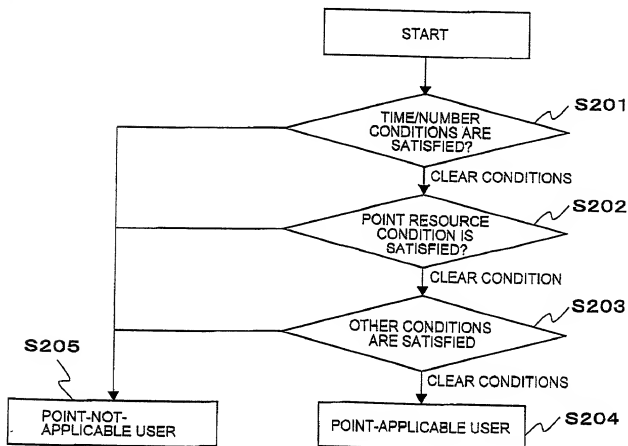 START
S201
TIME/NUMBER
CONDITIONS ARE
SATISFIED?
CLEAR CONDITIONS
S202
POINT RESOURCE
CONDITION IS
SATISFIED?
CLEAR CONDITION
S203
OTHER CONDITIONS
ARE SATISFIED
CLEAR CONDITIONS
S205
POINT-NOT-
APPLICABLE USER
S204
POINT-APPLICABLE USER